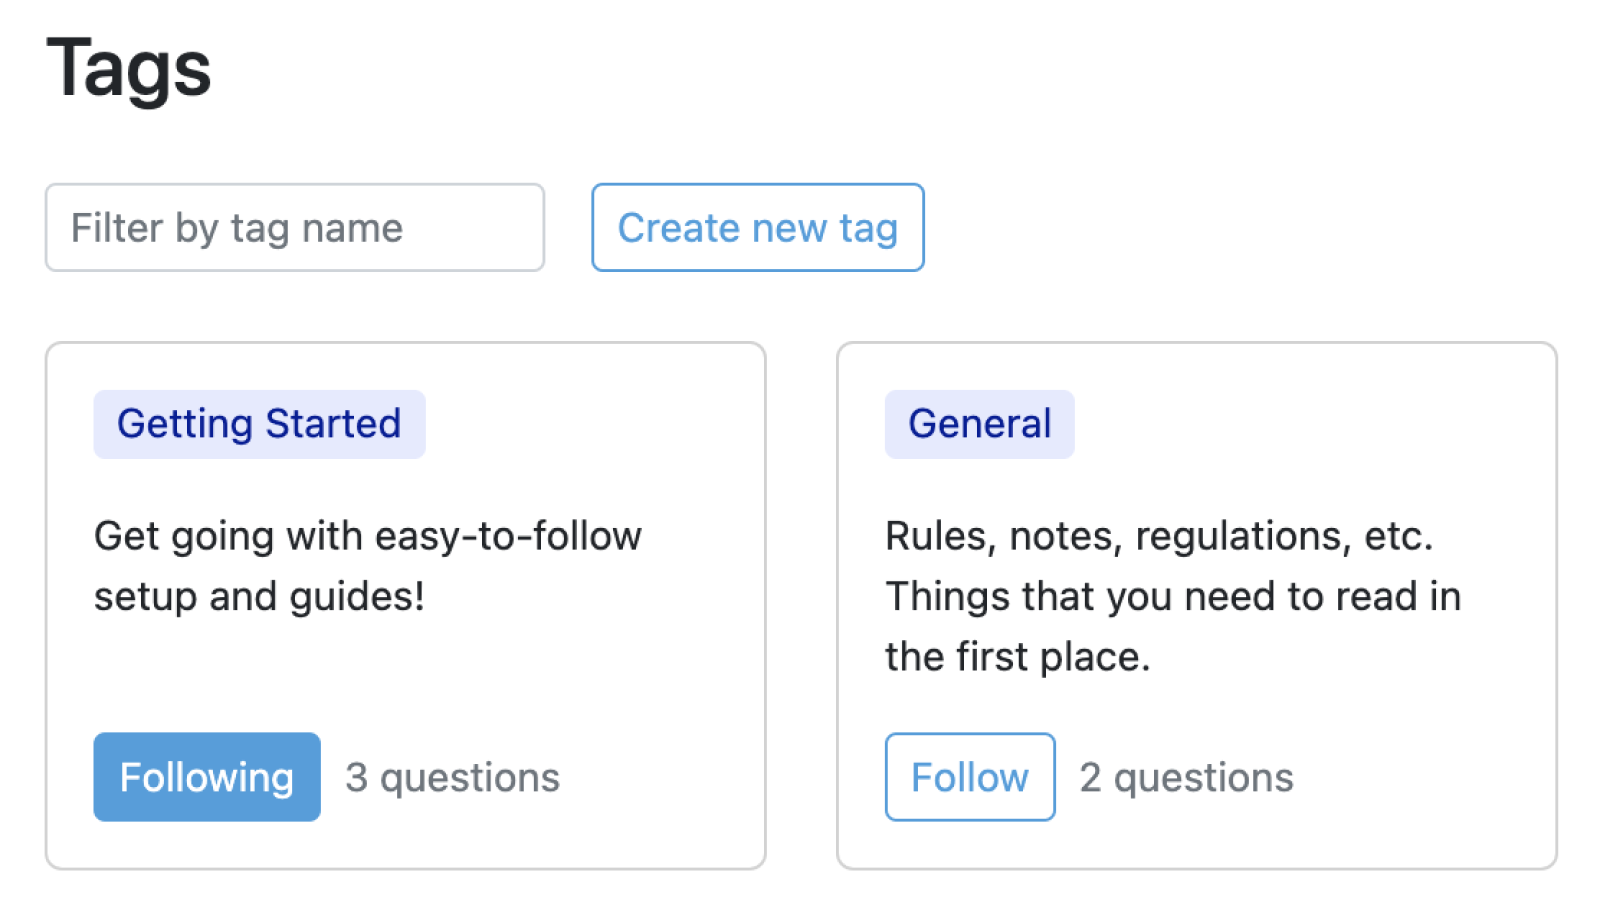 Tags
Filter by tag name
Create new tag
Getting Started
Get going with easy-to-follow
setup and guides!
Following
3 questions
General
Rules, notes, regulations, etc.
Things that you need to read in
the first place.
Follow
2 questions